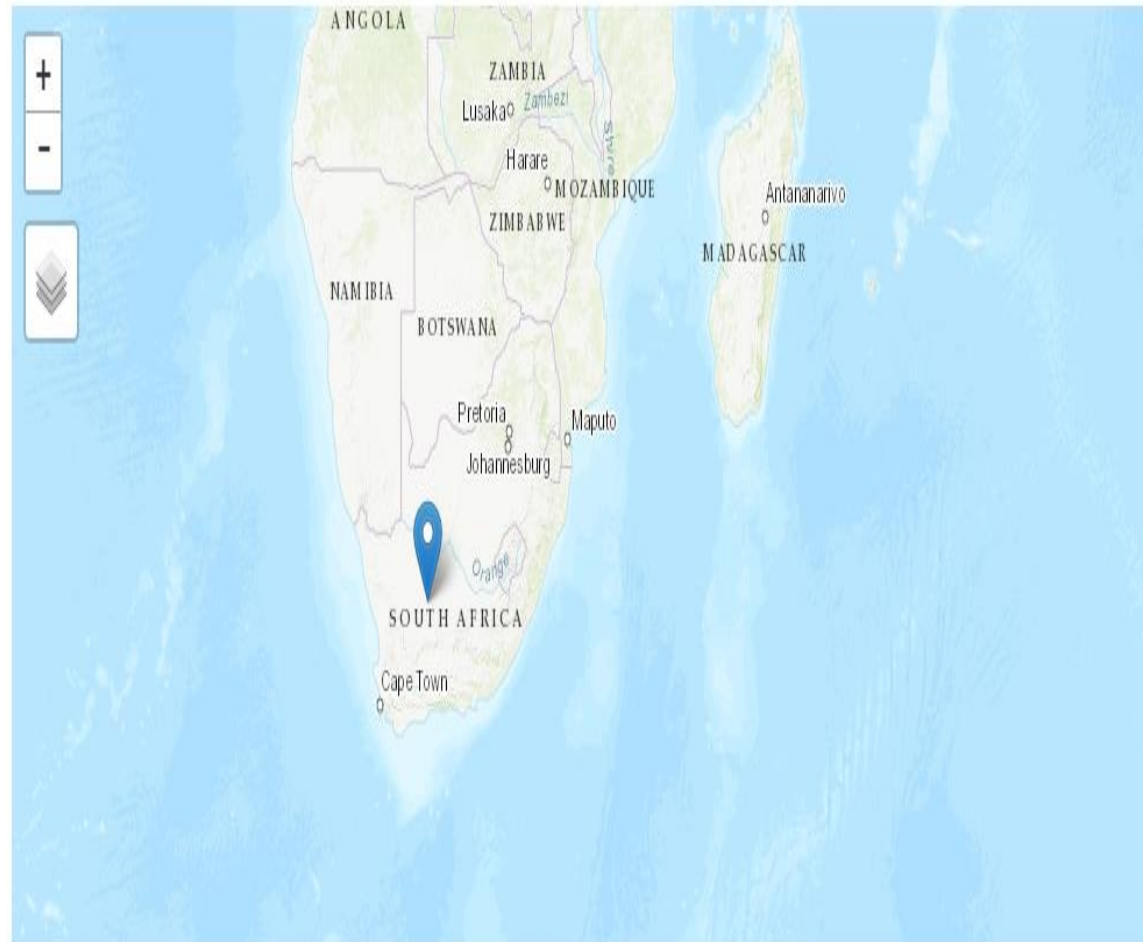 ANGOLA
+
ZAMBIA
Lusaka
Zambezi
Shire
-
Harare
MOZAMBIQUE
Antananarivo
ZIMBABWE
MADAGASCAR
NAMIBIA
BOTSWANA
Pretoria
Maputo
Johannesburg
Orange
SOUTH AFRICA
Cape Town